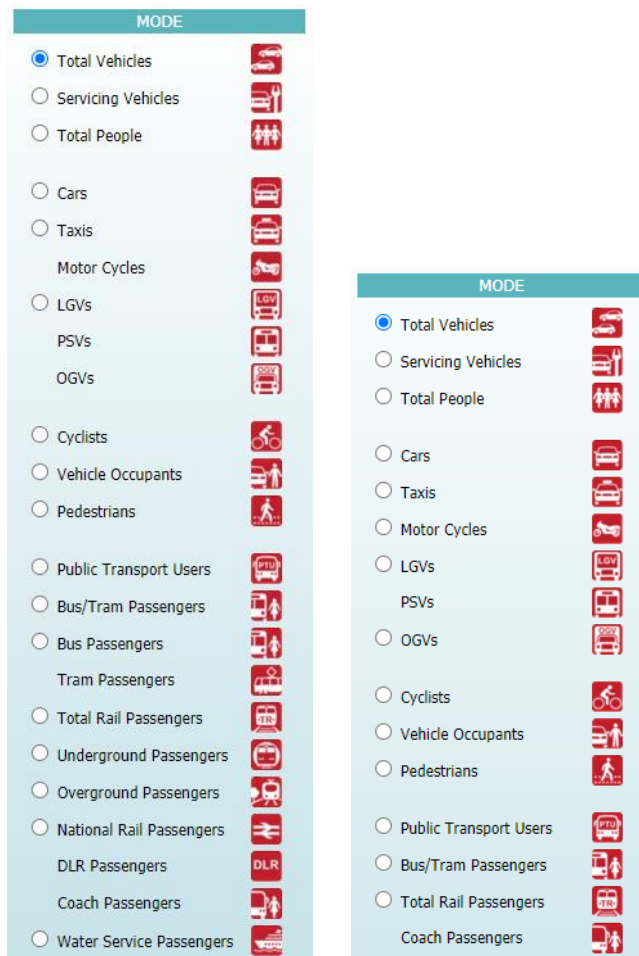 MODE
Total Vehicles
Servicing Vehicles
Total People
Cars
Taxis
Motor Cycles
LGVs LGV
PSVs
OGVs OGV
Cyclists
Vehicle Occupants
Pedestrians
Public Transport Users PTU
Bus/Tram Passengers
Bus Passengers
Tram Passengers
Total Rail Passengers -TR-
Underground Passengers
Overground Passengers
National Rail Passengers
DLR Passengers DLR
Coach Passengers
Water Service Passengers
MODE
Total Vehicles
Servicing Vehicles
Total People
Cars
Taxis
Motor Cycles
LGVs LGV
PSVs
OGVs OGV
Cyclists
Vehicle Occupants
Pedestrians
Public Transport Users PTU
Bus/Tram Passengers
Total Rail Passengers -TR-
Coach Passengers